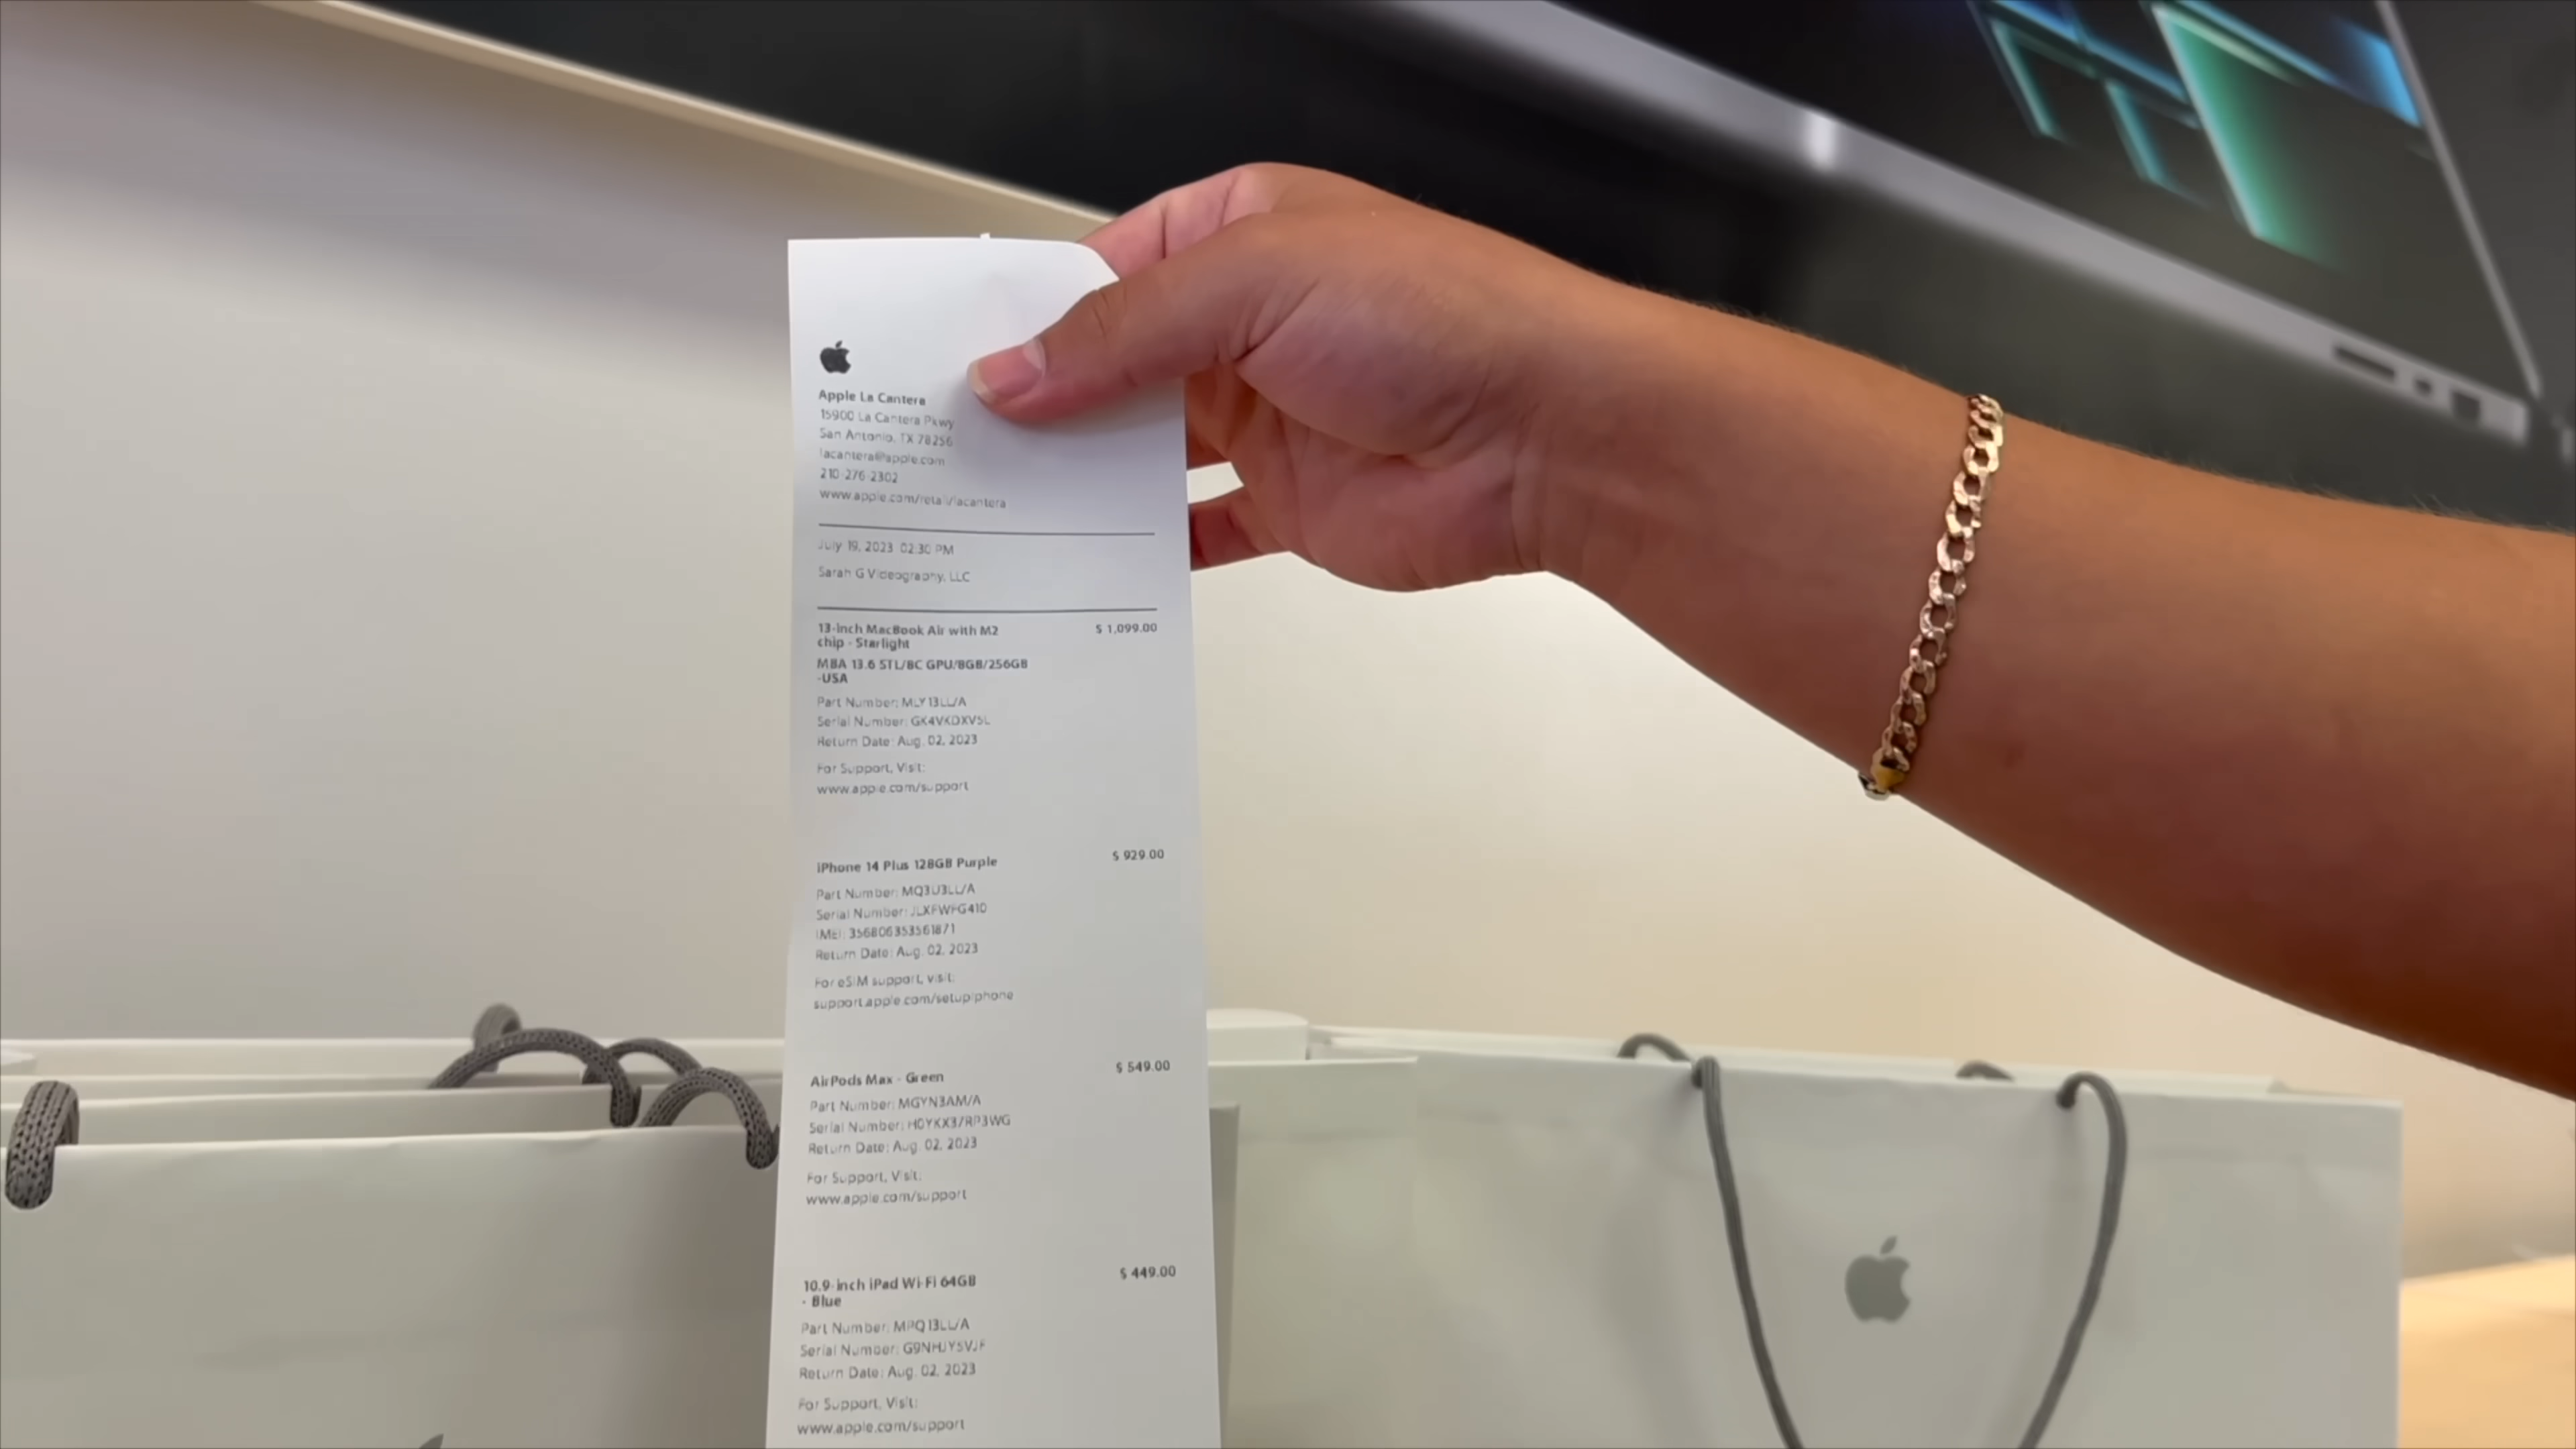 Apple La Cantera
15900 La Cantera Pkwy
San Antonio, TX 78256
lacantera@apple.com
210-276-2302
www.apple.com/retail/lacantera
July 19, 2023 02:30 PM
Sarah G Videography, LLC
13-inch MacBook Air with M2 $ 1,099.00
chip - Starlight
MBA 13.6 STL/8C GPU/8GB/256GB
-USA
Part Number: MLY13LL/A
Serial Number: GK4VKDXV5L
Return Date: Aug. 02, 2023
For Support, Visit:
www.apple.com/support
iPhone 14 Plus 128GB Purple $ 929.00
Part Number: MQ3U3LL/A
Serial Number: JLXFWFG410
IMEI: 356806353561871
Return Date: Aug. 02, 2023
For eSIM support, visit:
support.apple.com/setupiphone
AirPods Max - Green $ 549.00
Part Number: MGYN3AM/A
Serial Number: H0YKX37RP3WG
Return Date: Aug. 02, 2023
For Support, Visit:
www.apple.com/support
10.9-inch iPad Wi-Fi 64GB $ 449.00
- Blue
Part Number: MPQ13LL/A
Serial Number:
Return Date: Aug. 02, 2023
For Support, Visit:
www.apple.com/support